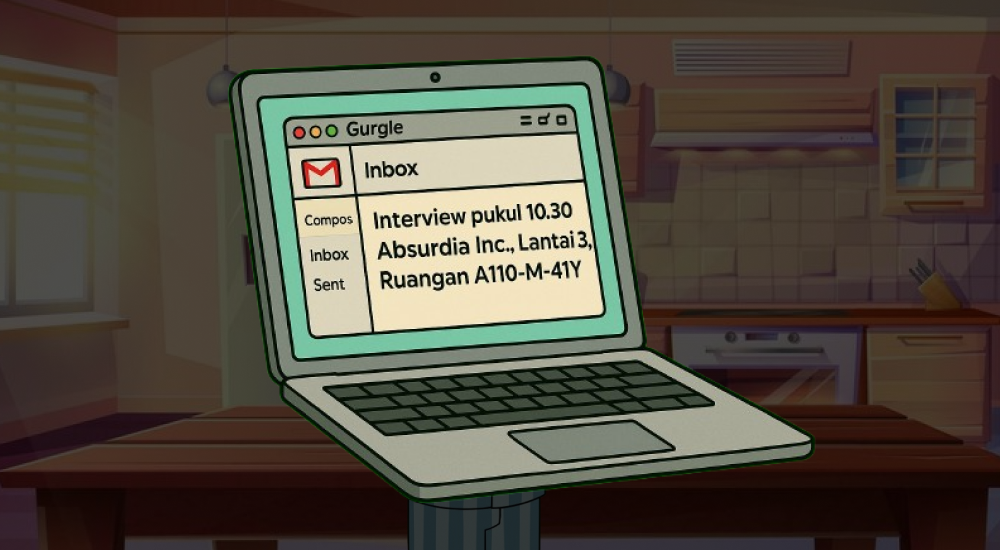 Gurgle
Inbox
Compos
Inbox
Sent
Interview pukul 10.30
Absurdia Inc., Lantai 3,
Ruangan A110-M-41Y